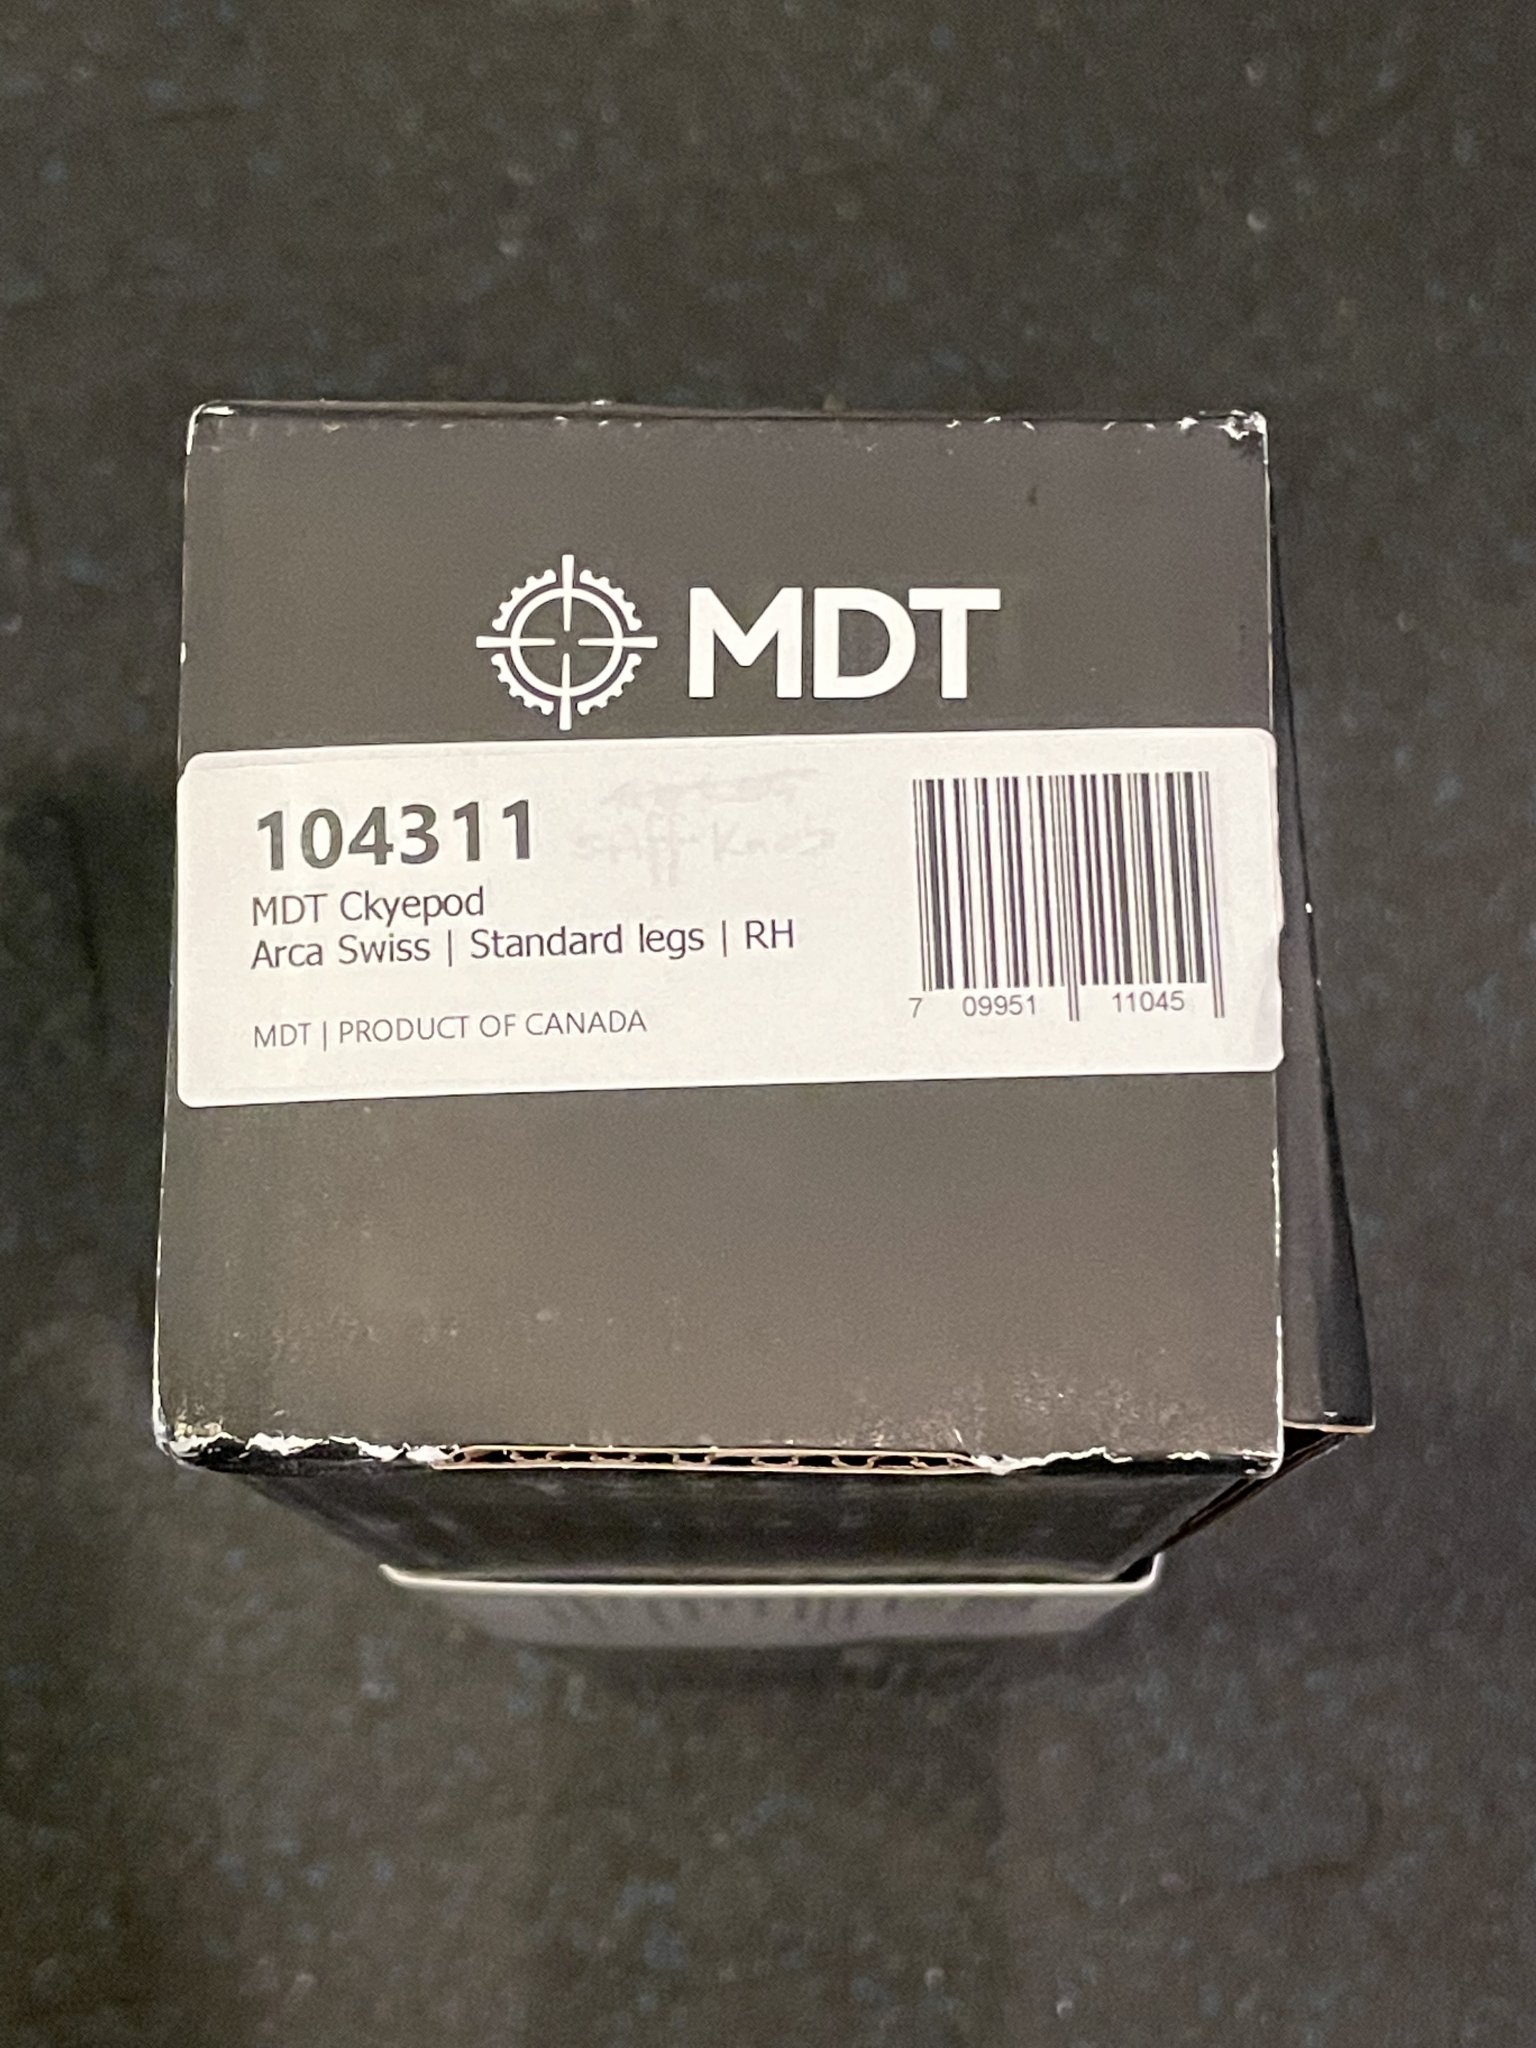 MDT
104311
MDT Ckyepod
Arca Swiss | Standard legs | RH
MDT | PRODUCT OF CANADA
7 09951 11045